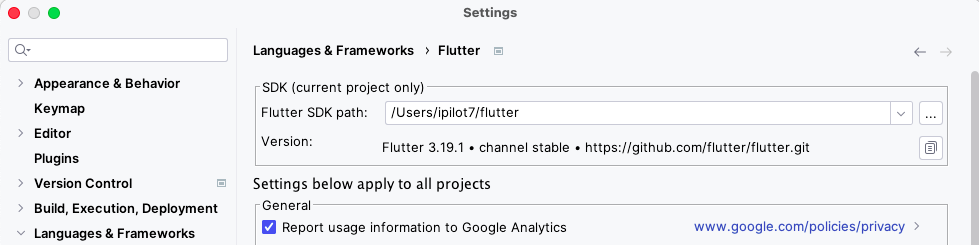 Settings
Languages & Frameworks › Flutter
Appearance & Behavior
Keymap
Editor
Plugins
Version Control
Build, Execution, Deployment
Languages & Frameworks
SDK (current project only)
Flutter SDK path: /Users/ipilot7/flutter ...
Version: Flutter 3.19.1 • channel stable • https://github.com/flutter/flutter.git
Settings below apply to all projects
General
Report usage information to Google Analytics www.google.com/policies/privacy